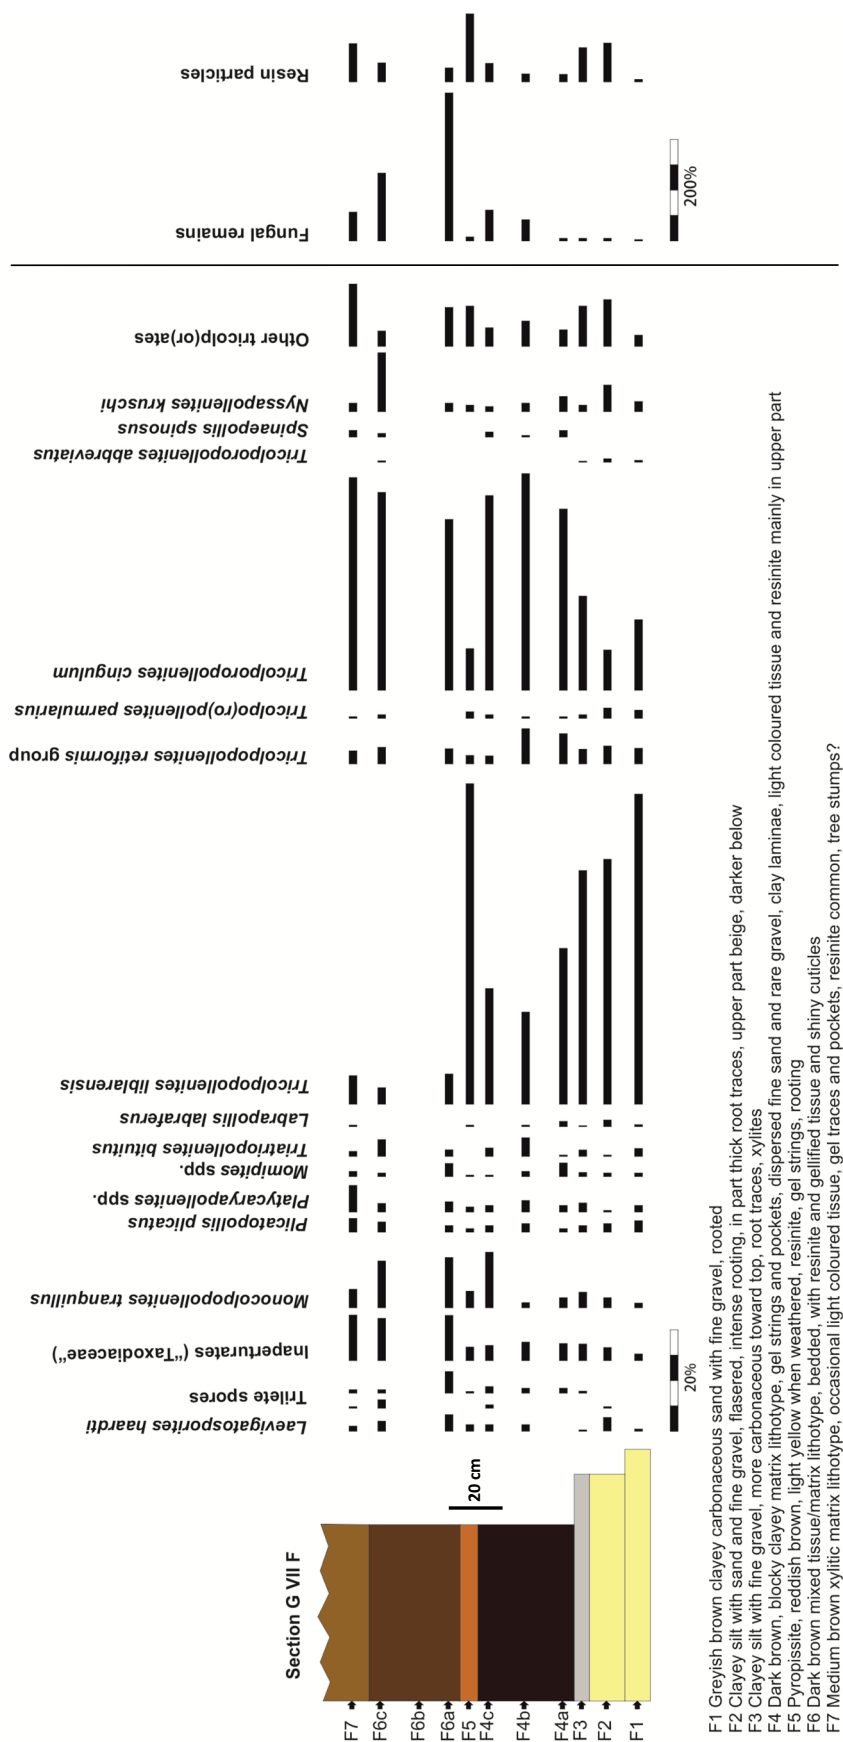 Section G VII F
20 cm
F7
F6c
F6b
F6a
F5
F4c
F4b
F4a
F3
F2
F1
Laevigatosporites haardti
Trilete spores
Inaperturates (“Taxodiaceae“)
Monocolpopollenites tranquillus
Plicatopollis plicatus
Platycaryapollenites spp.
Momipites spp.
Triatriopollenites bituitus
Labrapollis labraferus
Tricolpopollenites liblarensis
Tricolpopollenites retiformis group
Tricolpo(ro)pollenites parmularius
Tricolporopollenites cingulum
Tricolporopollenites abbreviatus
Spinaepollis spinosus
Nyssapollenites kruschi
Other tricolp(or)ates
Fungal remains
Resin particles
20%
200%
F1 Greyish brown clayey carbonaceous sand with fine gravel, rooted
F2 Clayey silt with sand and fine gravel, flasered, intense rooting, in part thick root traces, upper part beige, darker below
F3 Clayey silt with fine gravel, more carbonaceous toward top, root traces, xylites
F4 Dark brown, blocky clayey matrix lithotype, gel strings and pockets, dispersed fine sand and rare gravel, clay laminae, light coloured tissue and resinite mainly in upper part
F5 Pyropissite, reddish brown, light yellow when weathered, resinite, gel strings, rooting
F6 Dark brown mixed tissue/matrix lithotype, bedded, with resinite and gellified tissue and shiny cuticles
F7 Medium brown xylitic matrix lithotype, occasional light coloured tissue, gel traces and pockets, resinite common, tree stumps?